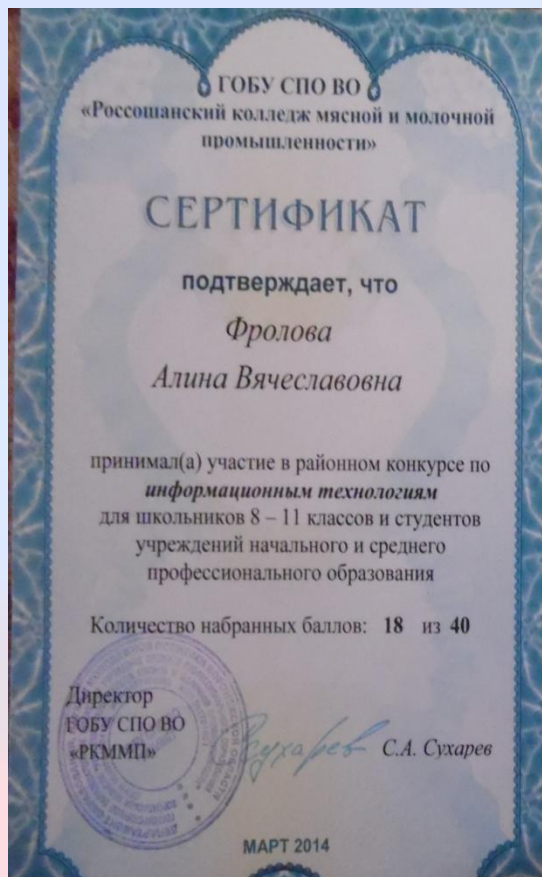 ГОБУ СПО ВО
«Россошанский колледж мясной и молочной
промышленности»
СЕРТИФИКАТ
подтверждает, что
Фролова
Алина Вячеславовна
принимал(а) участие в районном конкурсе по
информационным технологиям
для школьников 8 – 11 классов и студентов
учреждений начального и среднего
профессионального образования
Количество набранных баллов: 18 из 40
Директор
ГОБУ СПО ВО
«РКММП»
Сухарев
С.А. Сухарев
МАРТ 2014